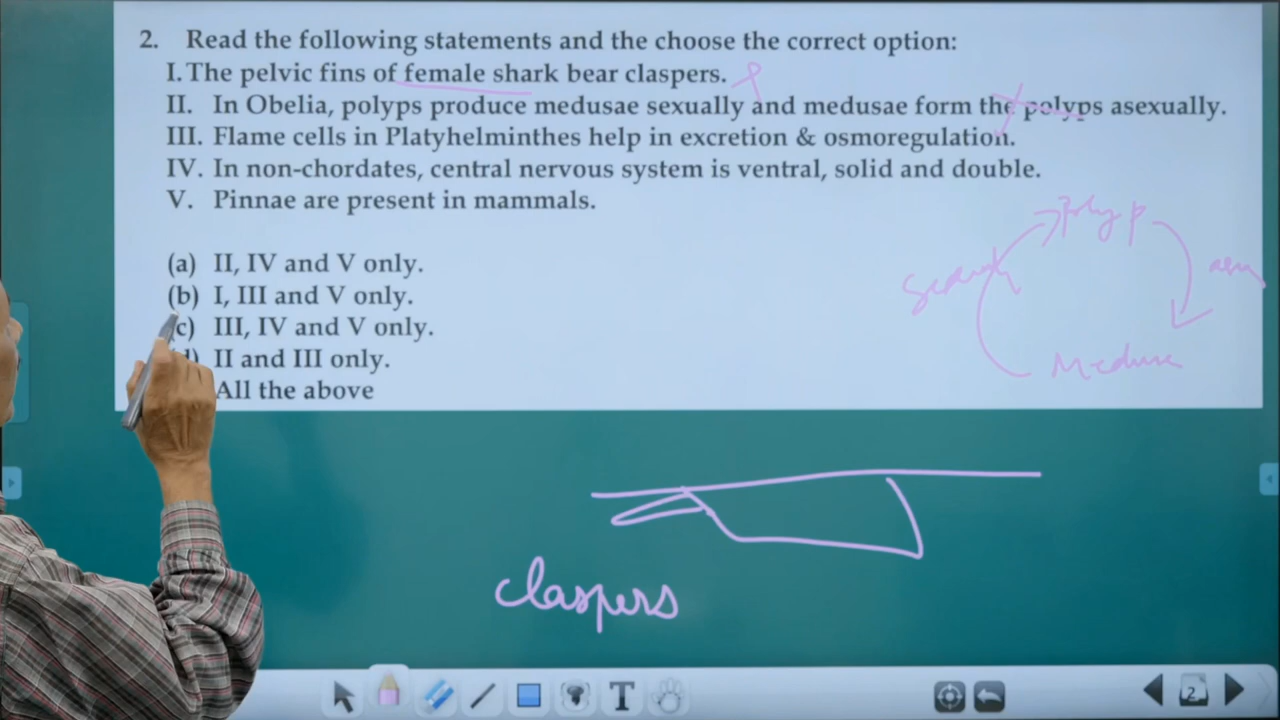 2. Read the following statements and the choose the correct option:
I. The pelvic fins of female shark bear claspers.
II. In Obelia, polyps produce medusae sexually and medusae form the polyps asexually.
III. Flame cells in Platyhelminthes help in excretion & osmoregulation.
IV. In non-chordates, central nervous system is ventral, solid and double.
V. Pinnae are present in mammals.
Polyp
(a) II, IV and V only.
(b) I, III and V only.
c) III, IV and V only.
d) II and III only.
All the above
claspers
T
2